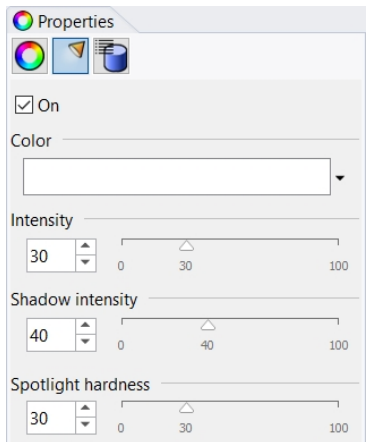 Properties
On
Color
Intensity
30
0 30 100
Shadow intensity
40
0 40 100
Spotlight hardness
30
0 30 100